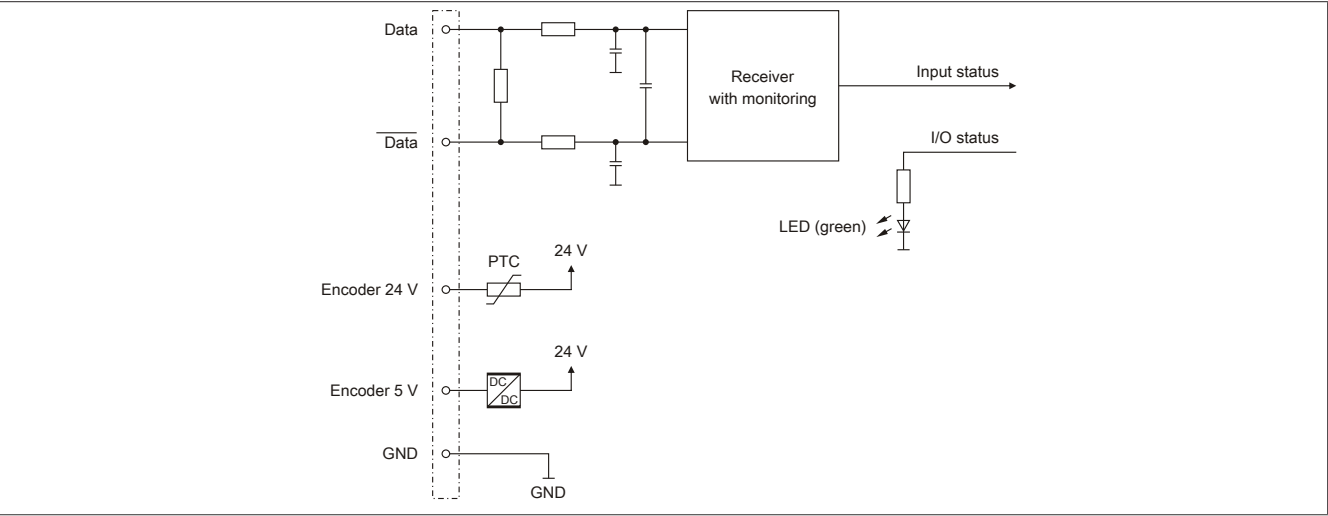 Data
Receiver
with monitoring
Input status
Data
I/O status
LED (green)
24 V
PTC
Encoder 24 V
24 V
DC
DC
Encoder 5 V
GND
GND